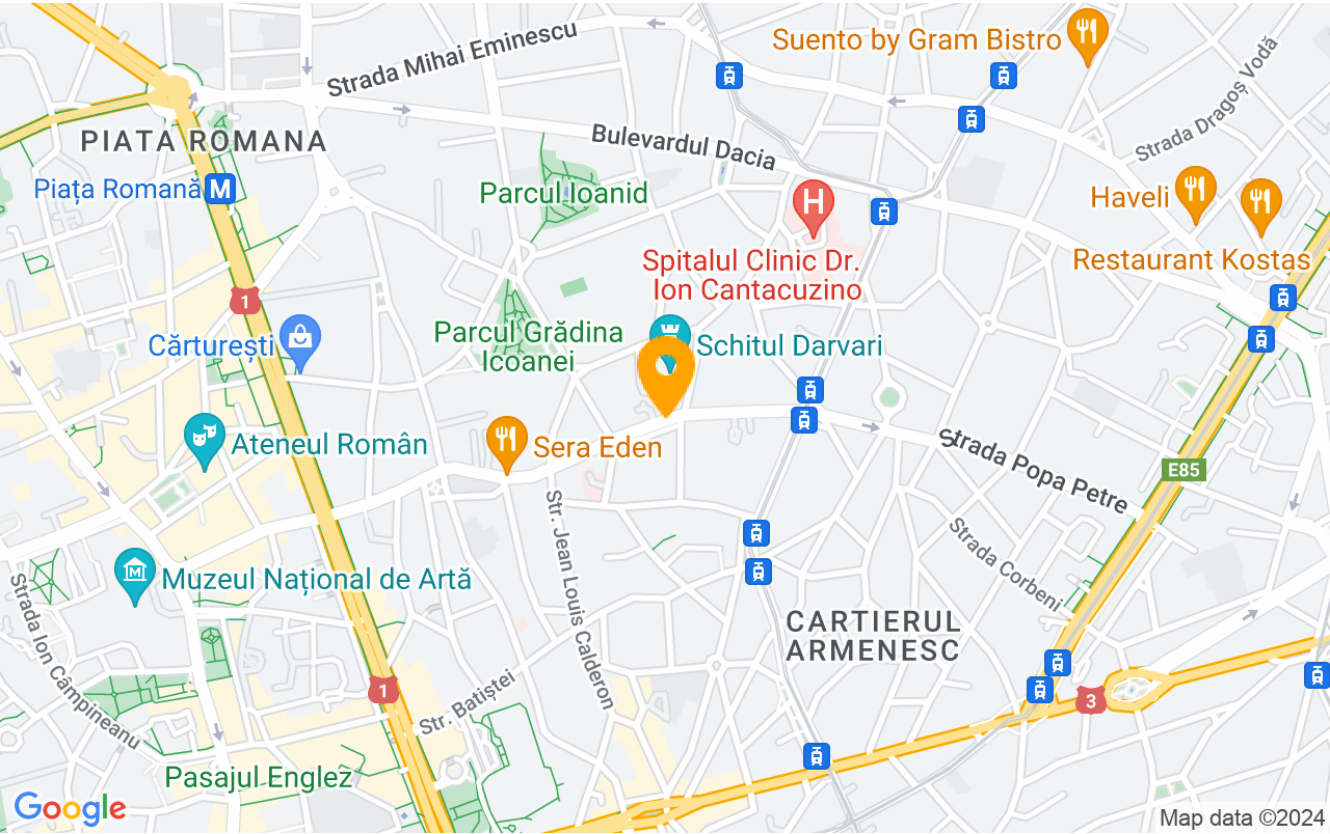 Strada Mihai Eminescu
Suento by Gram Bistro
Strada Dragoș Vodă
PIATA ROMANA
Bulevardul Dacia
Piața Romană
M
Parcul Ioanid
H
Haveli
Spitalul Clinic Dr.
Ion Cantacuzino
Restaurant Kostas
1
Parcul Grădina
Icoanei
Cărturești
Schitul Darvari
Ateneul Român
Sera Eden
Strada Popa Petre
E85
Str. Jean Louis Calderon
Strada Corbeni
Muzeul Național de Artă
M
Strada Ion Câmpineanu
CARTIERUL
ARMENESC
1
Str. Batiștei
3
Pasajul Englez
Google
Map data ©2024